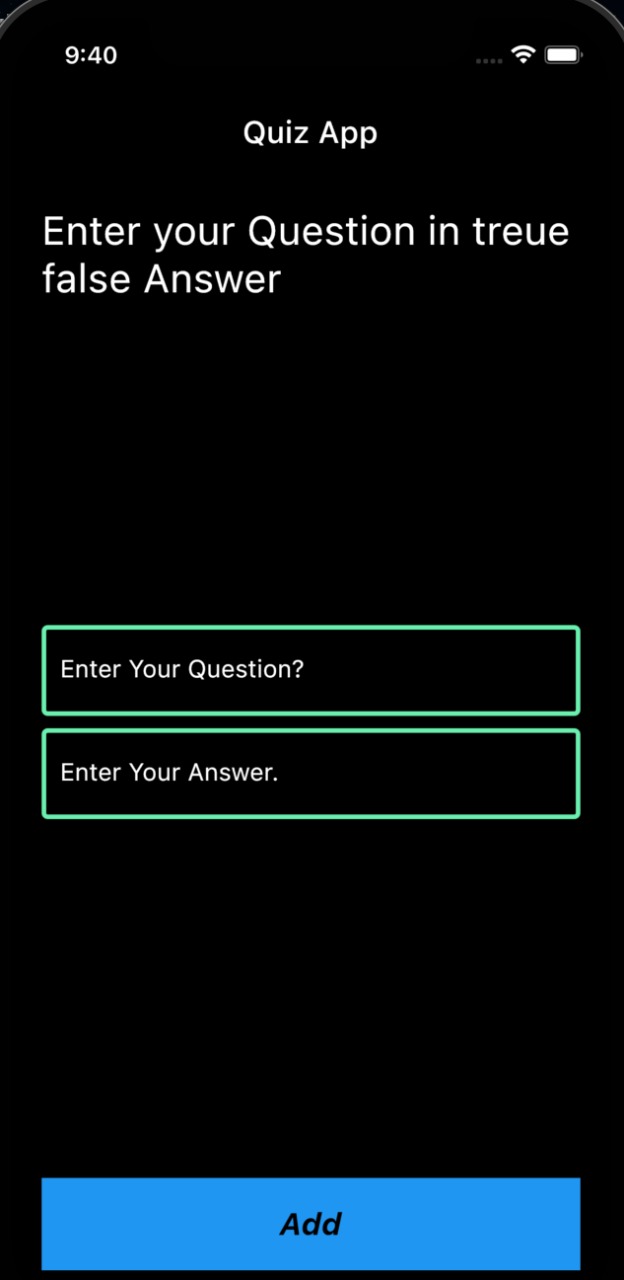 9:40
Quiz App
Enter your Question in treue
false Answer
Enter Your Question?
Enter Your Answer.
Add